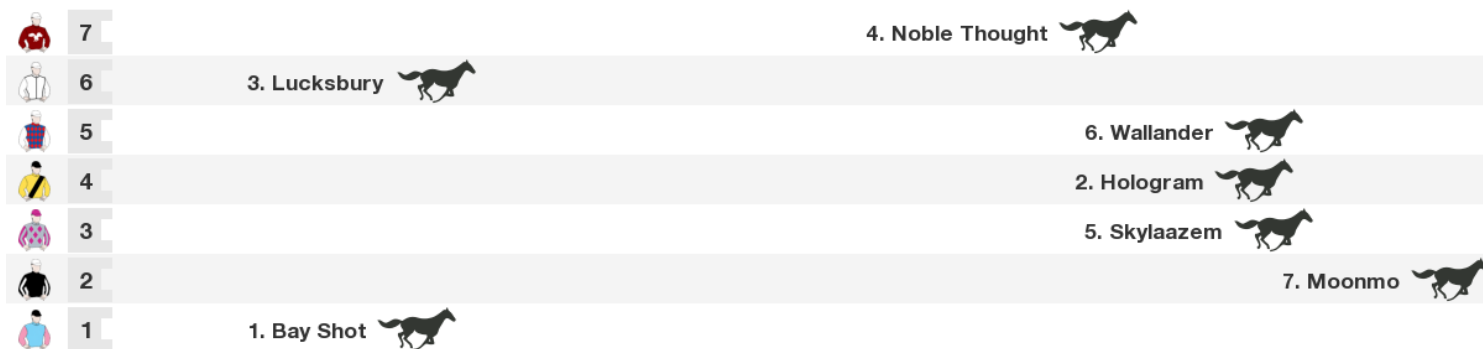 7 4. Noble Thought
6 3. Lucksbury
5 6. Wallander
4 2. Hologram
3 5. Skylaazem
2 7. Moonmo
1 1. Bay Shot